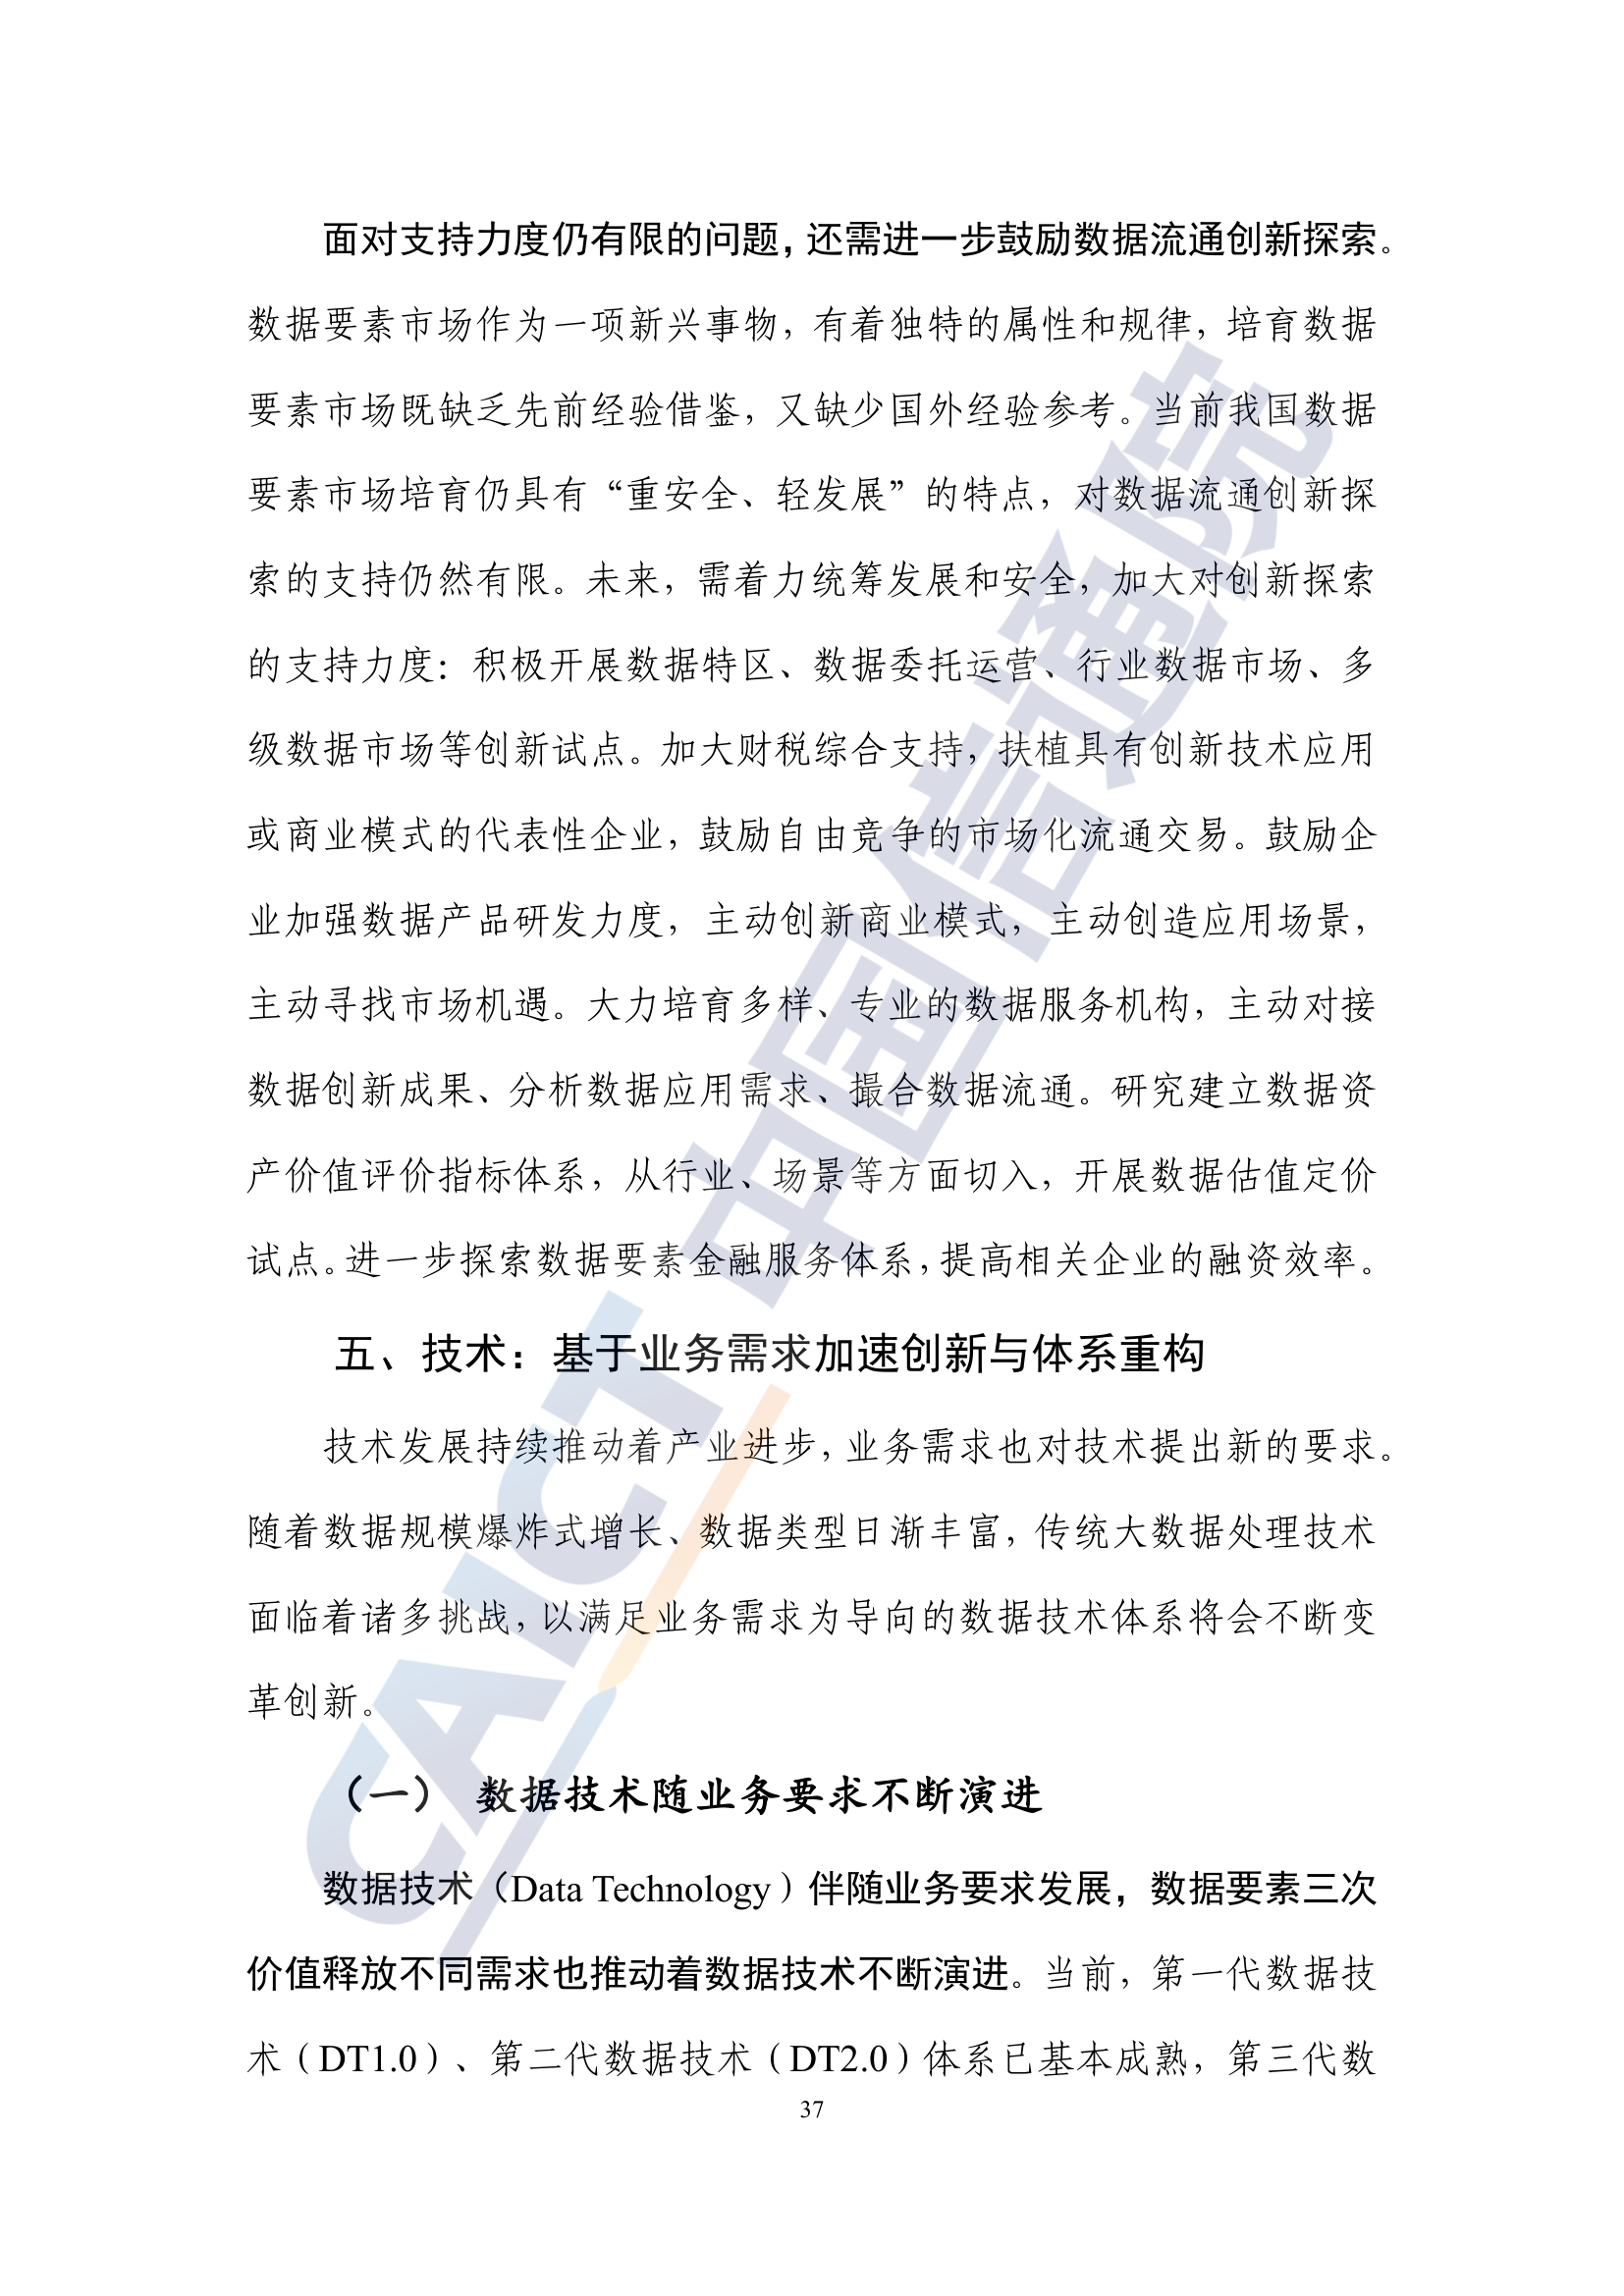 面对支持力度仍有限的问题，还需进一步鼓励数据流通创新探索。
数据要素市场作为一项新兴事物，有着独特的属性和规律，培育数据
要素市场既缺乏先前经验借鉴，又缺少国外经验参考。当前我国数据
要素市场培育仍具有“重安全、轻发展”的特点，对数据流通创新探
索的支持仍然有限。未来，需着力统筹发展和安全，加大对创新探索
的支持力度：积极开展数据特区、数据委托运营、行业数据市场、多
级数据市场等创新试点。加大财税综合支持，扶植具有创新技术应用
或商业模式的代表性企业，鼓励自由竞争的市场化流通交易。鼓励企
业加强数据产品研发力度，主动创新商业模式，主动创造应用场景，
主动寻找市场机遇。大力培育多样、专业的数据服务机构，主动对接
数据创新成果、分析数据应用需求、撮合数据流通。研究建立数据资
产价值评价指标体系，从行业、场景等方面切入，开展数据估值定价
试点。进一步探索数据要素金融服务体系，提高相关企业的融资效率。
五、技术：基于业务需求加速创新与体系重构
技术发展持续推动着产业进步，业务需求也对技术提出新的要求。
随着数据规模爆炸式增长、数据类型日渐丰富，传统大数据处理技术
面临着诸多挑战，以满足业务需求为导向的数据技术体系将会不断变
革创新。
（一） 数据技术随业务要求不断演进
数据技术（Data Technology）伴随业务要求发展，数据要素三次
价值释放不同需求也推动着数据技术不断演进。当前，第一代数据技
术（DT1.0）、第二代数据技术（DT2.0）体系已基本成熟，第三代数
37
CAICT 中国信通院